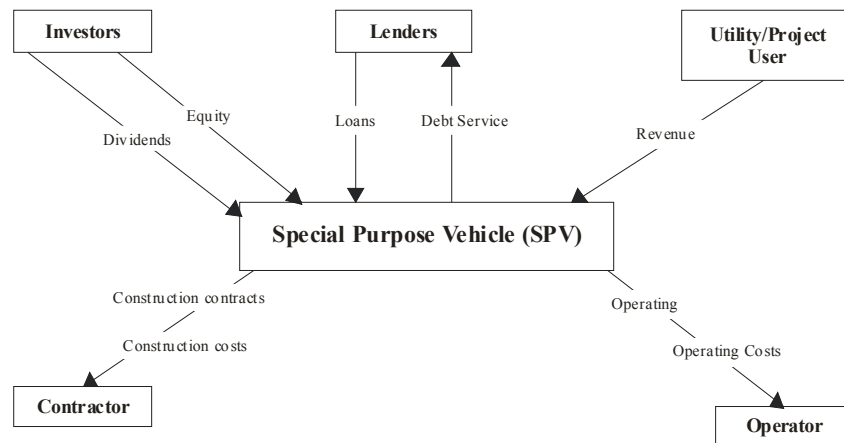 Investors
Lenders
Utility/Project
User
Equity
Loans
Debt Service
Dividends
Revenue
Special Purpose Vehicle (SPV)
Construction contracts
Operating
Construction costs
Operating Costs
Contractor
Operator